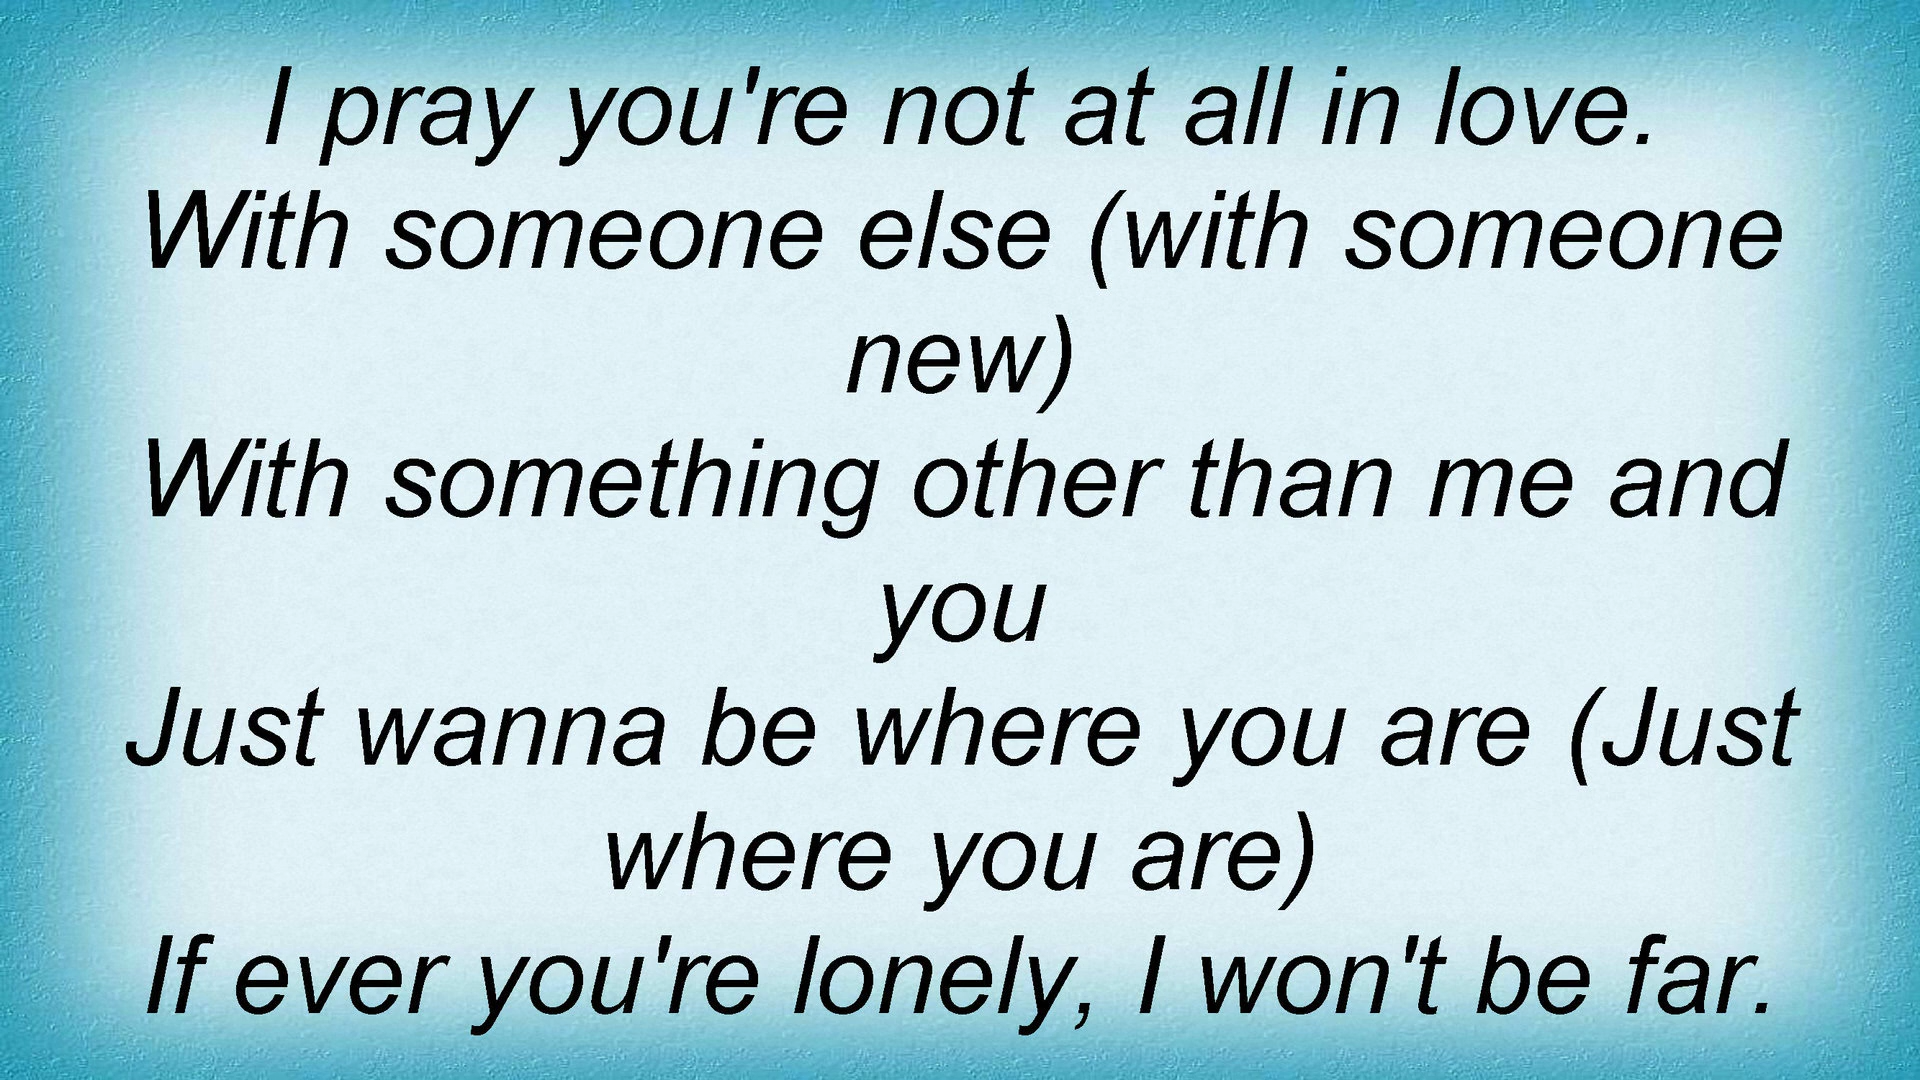 I pray you're not at all in love.
With someone else (with someone
new)
With something other than me and
you
Just wanna be where you are (Just
where you are)
If ever you're lonely, I won't be far.